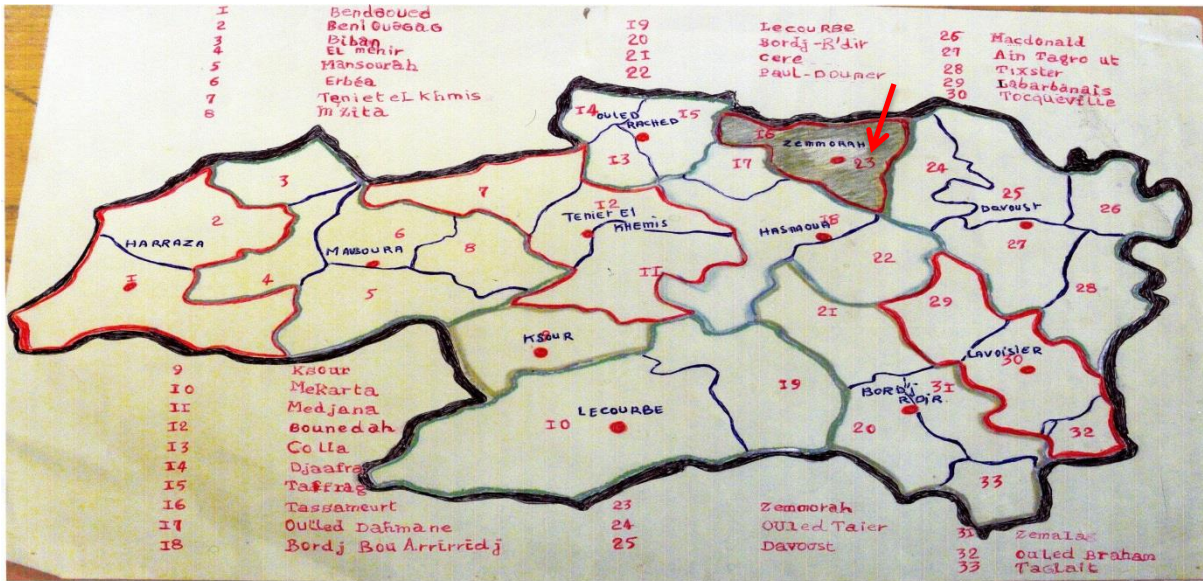 1 Bendaoued
2 Beni Ouagag
3 Biban
4 EL mehir
5 Mansourah
6 Erbéa
7 Teniet eL Khmis
8 M'zita
19 Lecourbe
20 Bordj-R'dir
21 cere
22 Paul-Doumer
26 Macdonald
27 Ain Tagro ut
28 Tixster
29 Labarbanais
30 Tocqueville
14
OULED
RACHED
15
13
16
ZEMMORAH
23
17
24
25
DAVOUST
26
3
2
HARRAZA
1
7
6
MANSOURA
8
4
5
12
TENIET EL
KHEMIS
11
HASNAOUA
18
22
27
28
21
29
KSOUR
9
LAVOISIER
30
19
31
BORDJ
R'DIR
LECOURBE
10
20
32
33
9 Ksour
10 Mekarta
11 Medjana
12 Bounedah
13 Colla
14 Djaafra
15 Taffrag
16 Tassameurt
17 Oulled Dahmane
18 Bordj Bou Arrirridj
23 Zemmorah
24 OUled Taier
25 Davoust
31 Zemalas
32 Ouled Braham
33 Taglait